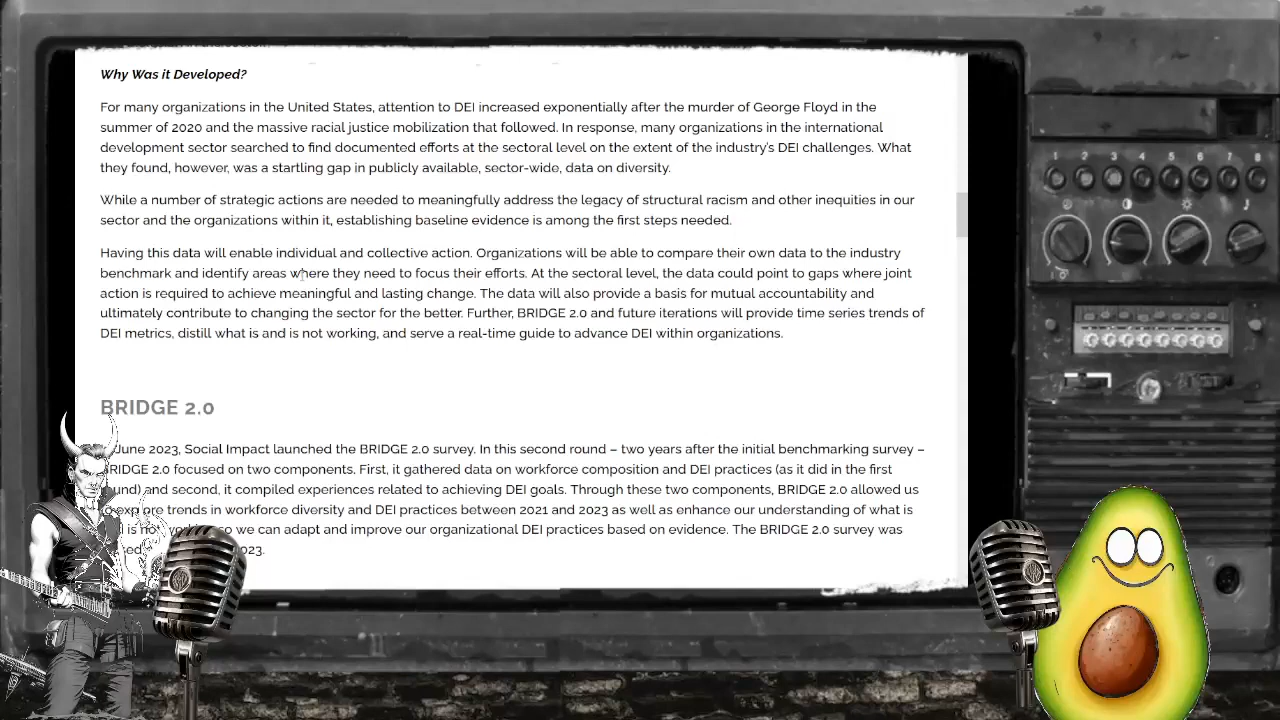 Why Was it Developed?
For many organizations in the United States, attention to DEI increased exponentially after the murder of George Floyd in the
summer of 2020 and the massive racial justice mobilization that followed. In response, many organizations in the international
development sector searched to find documented efforts at the sectoral level on the extent of the industry's DEI challenges. What
they found, however, was a startling gap in publicly available, sector-wide, data on diversity.
While a number of strategic actions are needed to meaningfully address the legacy of structural racism and other inequities in our
sector and the organizations within it, establishing baseline evidence is among the first steps needed.
Having this data will enable individual and collective action. Organizations will be able to compare their own data to the industry
benchmark and identify areas where they need to focus their efforts. At the sectoral level, the data could point to gaps where joint
action is required to achieve meaningful and lasting change. The data will also provide a basis for mutual accountability and
ultimately contribute to changing the sector for the better. Further, BRIDGE 2.0 and future iterations will provide time series trends of
DEI metrics, distill what is and is not working, and serve a real-time guide to advance DEI within organizations.
BRIDGE 2.0
June 2023, Social Impact launched the BRIDGE 2.0 survey. In this second round – two years after the initial benchmarking survey –
RIDGE 2.0 focused on two components. First, it gathered data on workforce composition and DEI practices (as it did in the first
und) and second, it compiled experiences related to achieving DEI goals. Through these two components, BRIDGE 2.0 allowed us
explore trends in workforce diversity and DEI practices between 2021 and 2023 as well as enhance our understanding of what is
so we can adapt and improve our organizational DEI practices based on evidence. The BRIDGE 2.0 survey was
023.
1 2 3 4 5 6 7 8